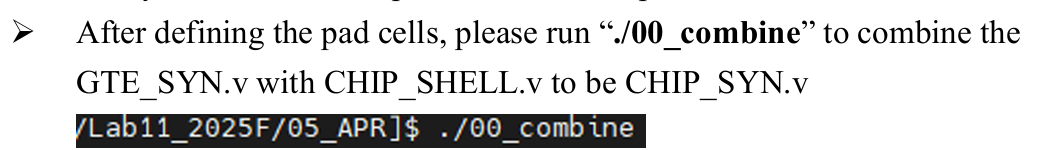 ➢ After defining the pad cells, please run “./00_combine” to combine the
GTE_SYN.v with CHIP_SHELL.v to be CHIP_SYN.v
/Lab11_2025F/05_APR]$ ./00_combine